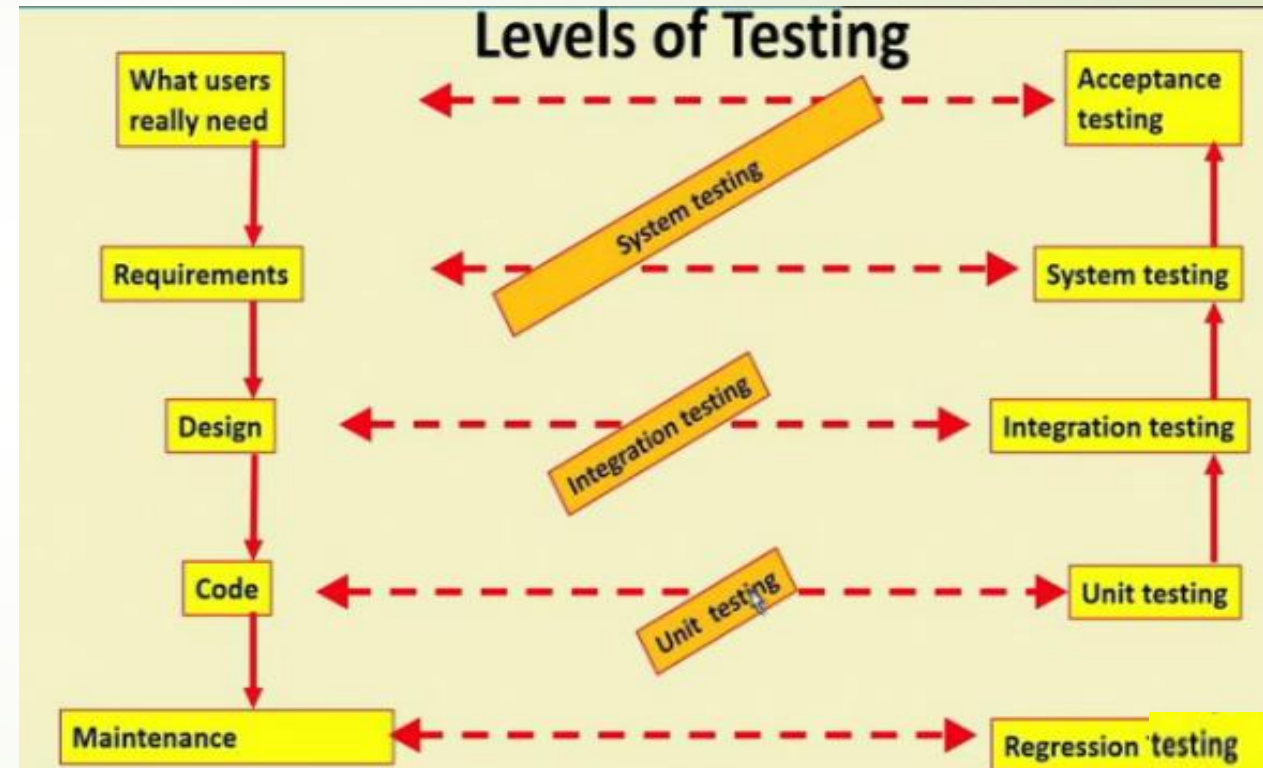 Levels of Testing
What users
really need
Acceptance
testing
System testing
Requirements
System testing
Integration testing
Design
Integration testing
Unit testing
Code
Unit testing
Maintenance
Regression testing